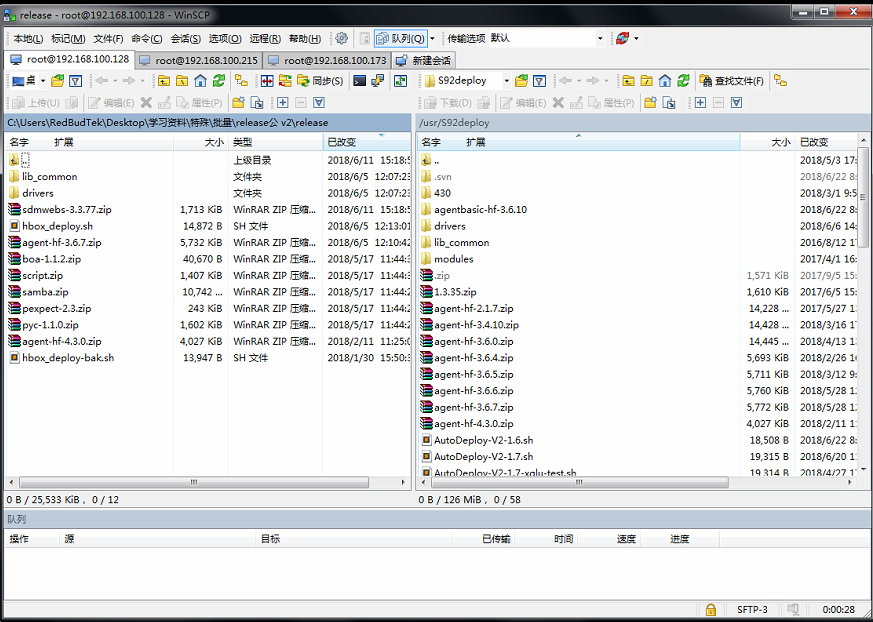 release - root@192.168.100.128 - WinSCP
本地(L) 标记(M) 文件(F) 命令(C) 会话(S) 选项(O) 远程(R) 帮助(H) 队列(Q) 传输选项 默认
root@192.168.100.128 root@192.168.100.215 root@192.168.100.173 新建会话
桌 同步(S) S92deploy 查找文件(F)
上传(U) 编辑(E) 属性(P) 下载(D) 编辑(E) 属性(P)
C:\Users\RedBudTek\Desktop\学习资料\特殊\批量\release公 v2\release
名字 扩展 大小 类型 已改变
.. 上级目录 2018/6/11 15:18:5
lib_common 文件夹 2018/6/5 12:07:23
drivers 文件夹 2018/6/5 12:07:23
sdmwebs-3.3.77.zip 1,713 KiB WinRAR ZIP 压缩... 2018/6/11 15:18:5
hbox_deploy.sh 14,872 B SH 文件 2018/6/5 12:13:01
agent-hf-3.6.7.zip 5,732 KiB WinRAR ZIP 压缩... 2018/6/5 12:10:42
boa-1.1.2.zip 40,670 B WinRAR ZIP 压缩... 2018/5/17 11:44:3
script.zip 1,407 KiB WinRAR ZIP 压缩... 2018/5/17 11:44:3
samba.zip 10,742 ... WinRAR ZIP 压缩... 2018/5/17 11:44:2
pexpect-2.3.zip 243 KiB WinRAR ZIP 压缩... 2018/5/17 11:44:2
pyc-1.1.0.zip 1,602 KiB WinRAR ZIP 压缩... 2018/5/17 11:44:2
agent-hf-4.3.0.zip 4,027 KiB WinRAR ZIP 压缩... 2018/2/11 11:25:0
hbox_deploy-bak.sh 13,947 B SH 文件 2018/1/30 15:50:3
0 B / 25,533 KiB， 0 / 12
/usr/S92deploy
名字 扩展 大小 已改变
.. 2018/5/3 17:
.svn 2018/6/22 8:
430 2018/3/1 9:5
agentbasic-hf-3.6.10 2018/6/22 8:
drivers 2018/6/6 14:
lib_common 2016/8/12 17
modules 2017/4/1 16:
.zip 1,571 KiB 2017/9/5 15:
1.3.35.zip 1,610 KiB 2017/6/5 15:
agent-hf-2.1.7.zip 14,228 ... 2017/5/27 13
agent-hf-3.4.10.zip 14,428 ... 2018/3/16 17
agent-hf-3.6.0.zip 14,445 ... 2018/4/13 13
agent-hf-3.6.4.zip 5,693 KiB 2018/2/26 16
agent-hf-3.6.5.zip 5,711 KiB 2018/3/12 9:
agent-hf-3.6.6.zip 5,760 KiB 2018/5/28 12
agent-hf-3.6.7.zip 5,772 KiB 2018/5/28 12
agent-hf-4.3.0.zip 4,027 KiB 2018/2/11 11
AutoDeploy-V2-1.6.sh 18,508 B 2018/6/22 8:
AutoDeploy-V2-1.7.sh 19,315 B 2018/6/20 11
AutoDeploy-V2-1.7-xqlu-test.sh 19,314 B 2018/4/27 17
0 B / 126 MiB， 0 / 58
队列
操作 源 目标 已传输 时间 速度 进度
SFTP-3 0:00:28